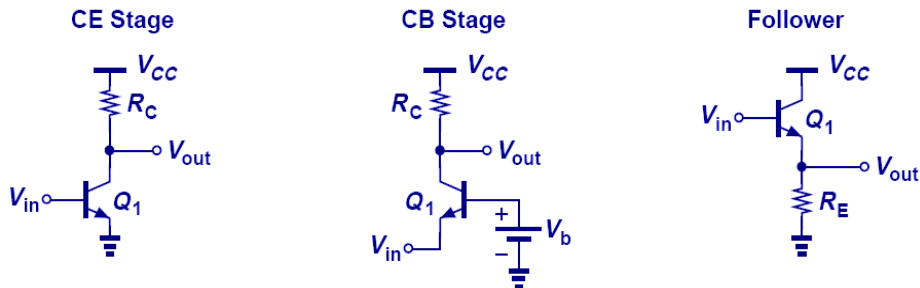 CE Stage
CB Stage
Follower
VCC
RC
Vout
Vin
Q1
VCC
RC
Vout
Q1
Vin
+
−
Vb
VCC
Vin
Q1
Vout
RE